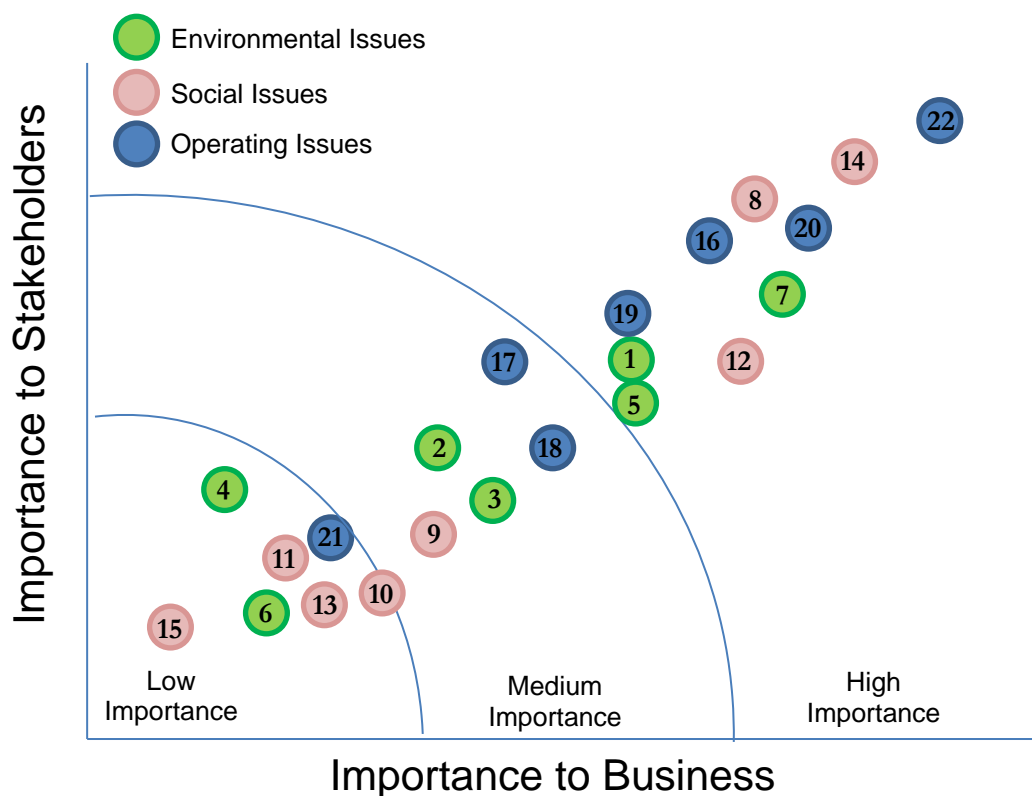 Environmental Issues
Social Issues
Operating Issues
Importance to Stakeholders
22
14
8
20
16
7
19
1
17
12
5
2
18
4
3
9
21
11
10
13
6
15
Low
Importance
Medium
Importance
High
Importance
Importance to Business